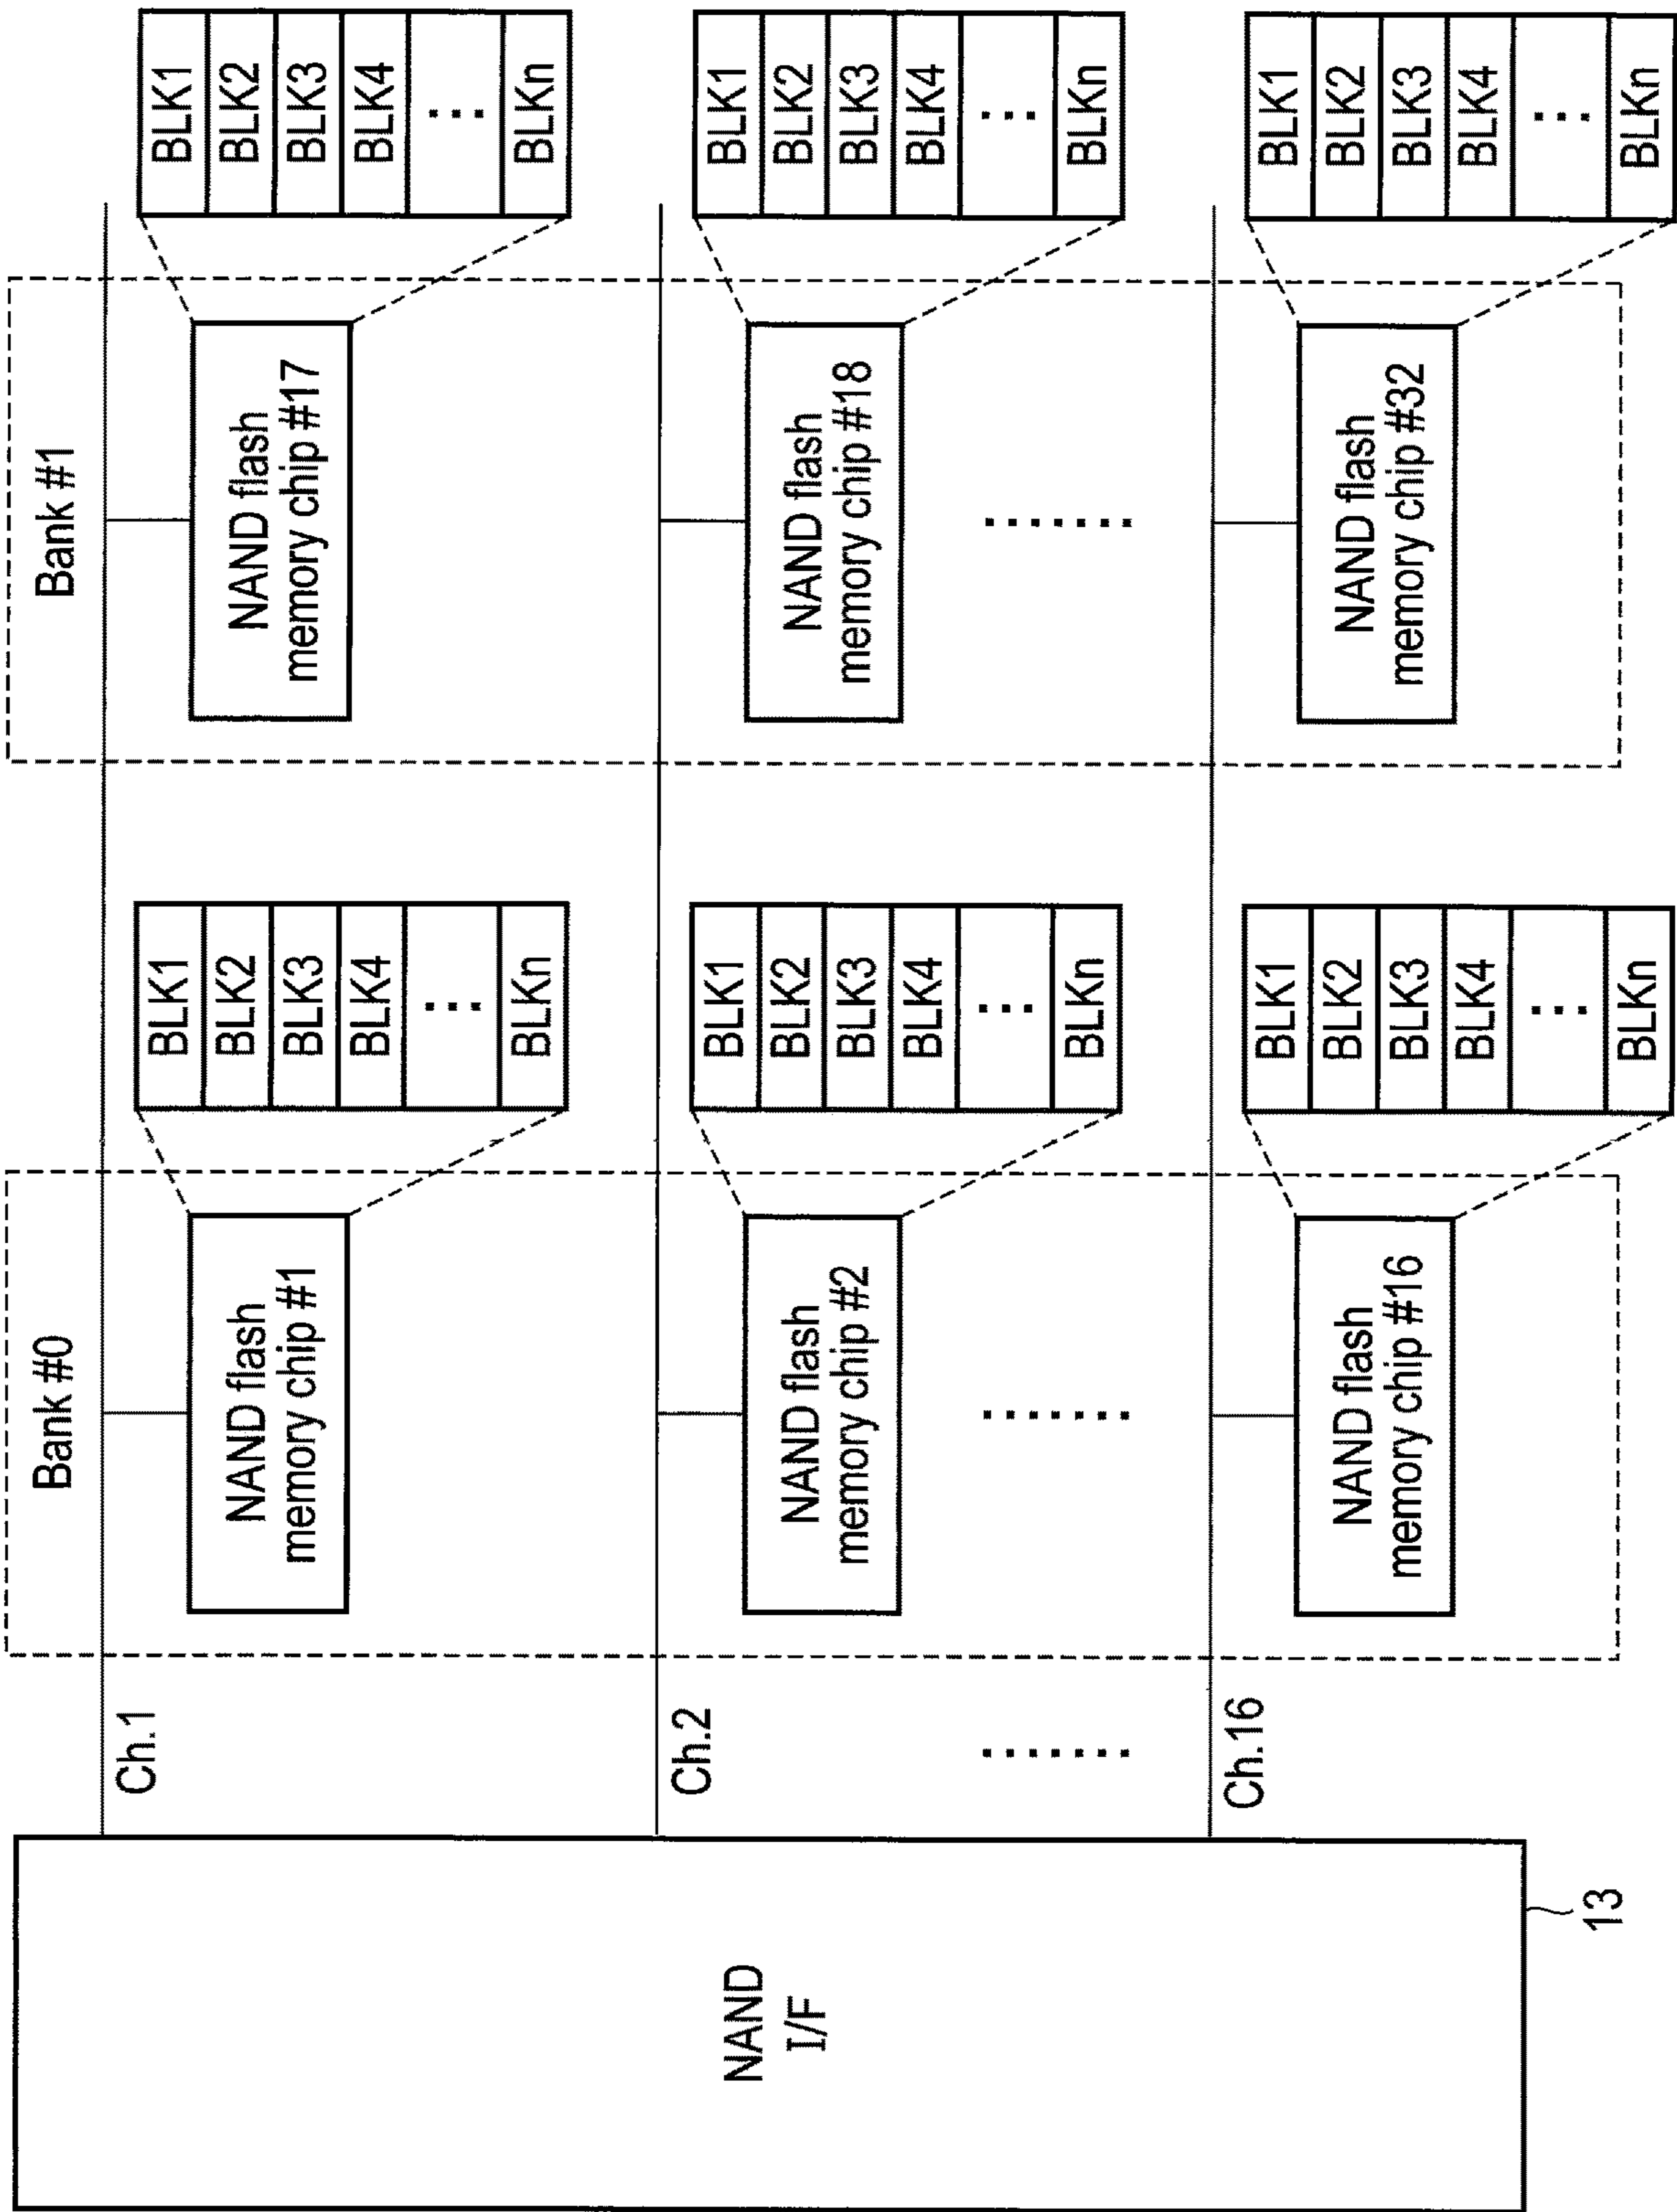 Bank #0
Bank #1
NAND
I/F
13
Ch.1
NAND flash
memory chip #1
BLK1
BLK2
BLK3
BLK4
...
BLKn
NAND flash
memory chip #17
BLK1
BLK2
BLK3
BLK4
...
BLKn
Ch.2
NAND flash
memory chip #2
BLK1
BLK2
BLK3
BLK4
...
BLKn
NAND flash
memory chip #18
BLK1
BLK2
BLK3
BLK4
...
BLKn
Ch.16
NAND flash
memory chip #16
BLK1
BLK2
BLK3
BLK4
...
BLKn
NAND flash
memory chip #32
BLK1
BLK2
BLK3
BLK4
...
BLKn